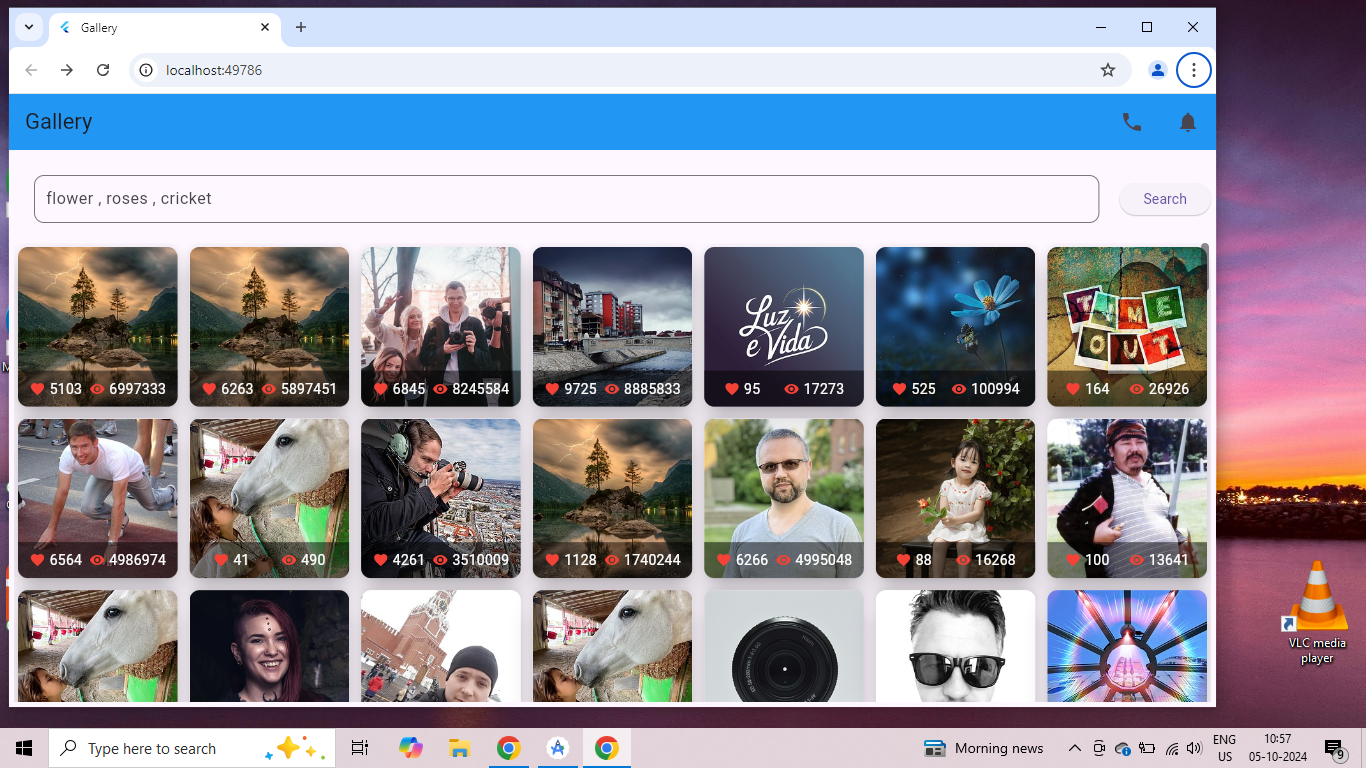 Gallery
localhost:49786
Gallery
flower , roses , cricket
Search
Luz
e Vida
TIME
OUT
5103 6997333
6263 5897451
6845 8245584
9725 8885833
95 17273
525 100994
164 26926
6564 4986974
41 490
4261 3510009
1128 1740244
6266 4995048
88 16268
100 13641
VLC media
player
Type here to search
Morning news
ENG
US
10:57
05-10-2024
9